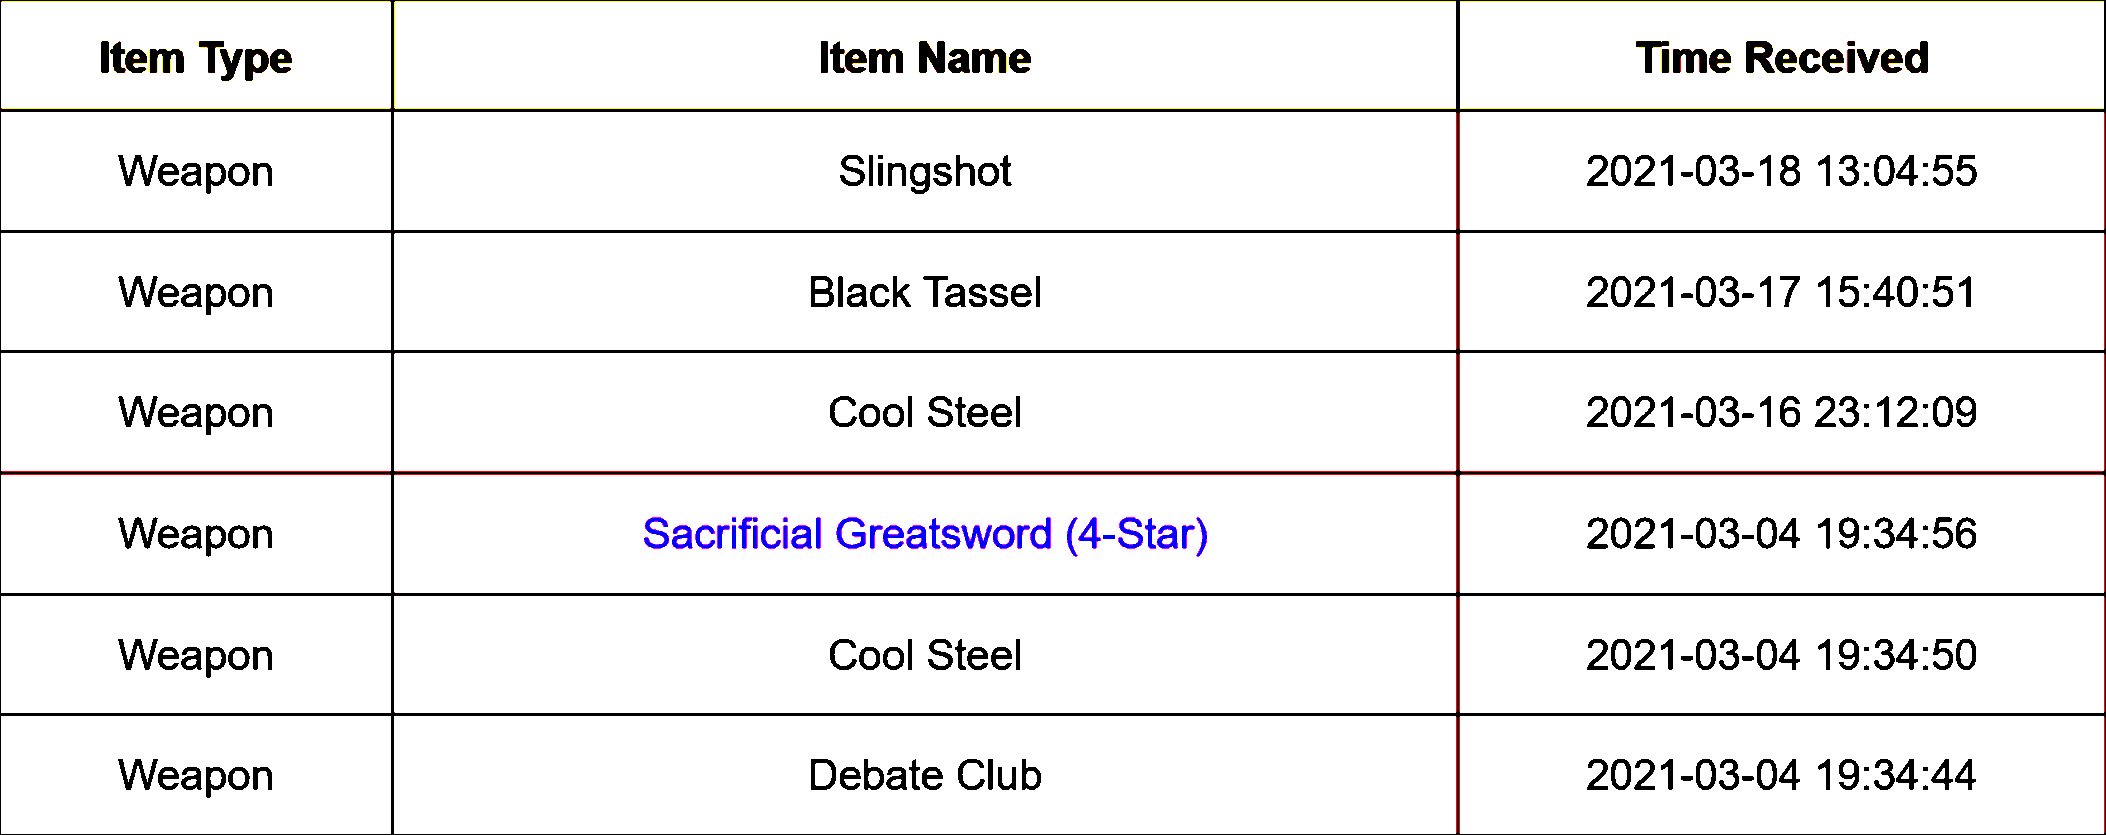 Item Type Item Name Time Received
Weapon Slingshot 2021-03-18 13:04:55
Weapon Black Tassel 2021-03-17 15:40:51
Weapon Cool Steel 2021-03-16 23:12:09
Weapon Sacrificial Greatsword (4-Star) 2021-03-04 19:34:56
Weapon Cool Steel 2021-03-04 19:34:50
Weapon Debate Club 2021-03-04 19:34:44